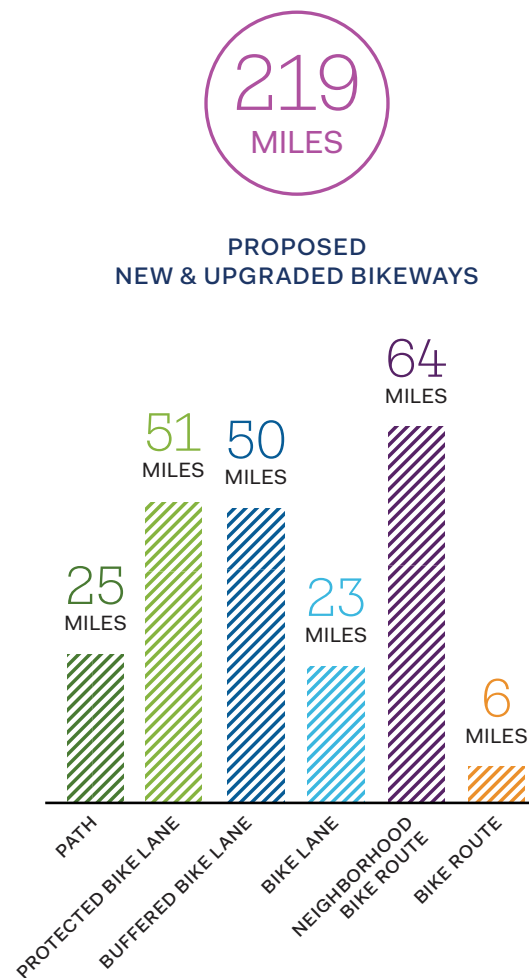 219
MILES
PROPOSED
NEW & UPGRADED BIKEWAYS
25
MILES
51
MILES
50
MILES
23
MILES
64
MILES
6
MILES
PATH
PROTECTED BIKE LANE
BUFFERED BIKE LANE
BIKE LANE
NEIGHBORHOOD
BIKE ROUTE
BIKE ROUTE